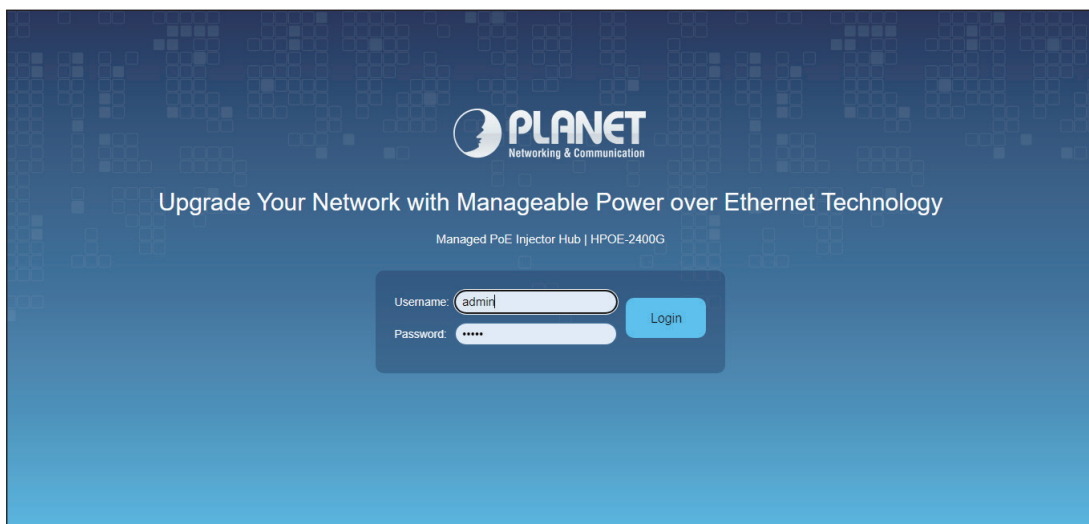 PLANET
Networking & Communication
Upgrade Your Network with Manageable Power over Ethernet Technology
Managed PoE Injector Hub | HPOE-2400G
Username: admin
Password: •••••
Login